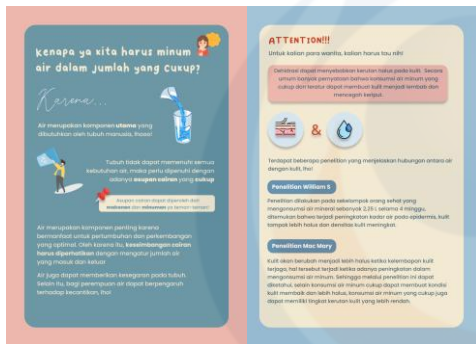 Kenapa ya kita harus minum
air dalam jumlah yang cukup?
Karena...
Air merupakan komponen utama yang
dibutuhkan oleh tubuh manusia, lhooo!
Tubuh tidak dapat memenuhi semua
kebutuhan air, maka perlu dipenuhi dengan
adanya asupan cairan yang cukup
Asupan cairan dapat diperoleh dari
makanan dan minuman ya teman-teman!
Air merupakan komponen penting karena
bermanfaat untuk pertumbuhan dan perkembangan
yang optimal. Oleh karena itu, keseimbangan cairan
harus diperhatikan dengan mengatur jumlah air
yang masuk dan keluar
Air juga dapat memberikan kesegaran pada tubuh.
Selain itu, bagi perempuan air dapat berpengaruh
terhadap kecantikan, lho!
ATTENTION!!!
Untuk kalian para wanita, kalian harus tau nih!
Dehidrasi dapat menyebabkan kerutan halus pada kulit. Secara
umum banyak pernyataan bahwa konsumsi air minum yang
cukup dan teratur dapat membuat kulit menjadi lembab dan
mencegah keriput.
&
Terdapat beberapa penelitian yang menjelaskan hubungan antara air
dengan kulit, lho!
Penelitian William S
Penelitian dilakukan pada sekelompok orang sehat yang
mengonsumsi air mineral sebanyak 2,25 L selama 4 minggu,
ditemukan bahwa terjadi peningkatan kadar air pada epidermis, kulit
tampak lebih halus dan densitas kulit meningkat.
Penelitian Mac Mary
Kulit akan berubah menjadi lebih halus ketika kelembapan kulit
terjaga, hal tersebut terjadi ketika adanya peningkatan dalam
mengonsumsi air minum. Sehingga melalui penelitian ini dapat
diketahui, selain konsumsi air minum cukup dapat membuat kondisi
kulit membaik dan lebih halus, konsumsi air minum yang cukup juga
dapat memiliki tingkat kerutan kulit yang lebih rendah.